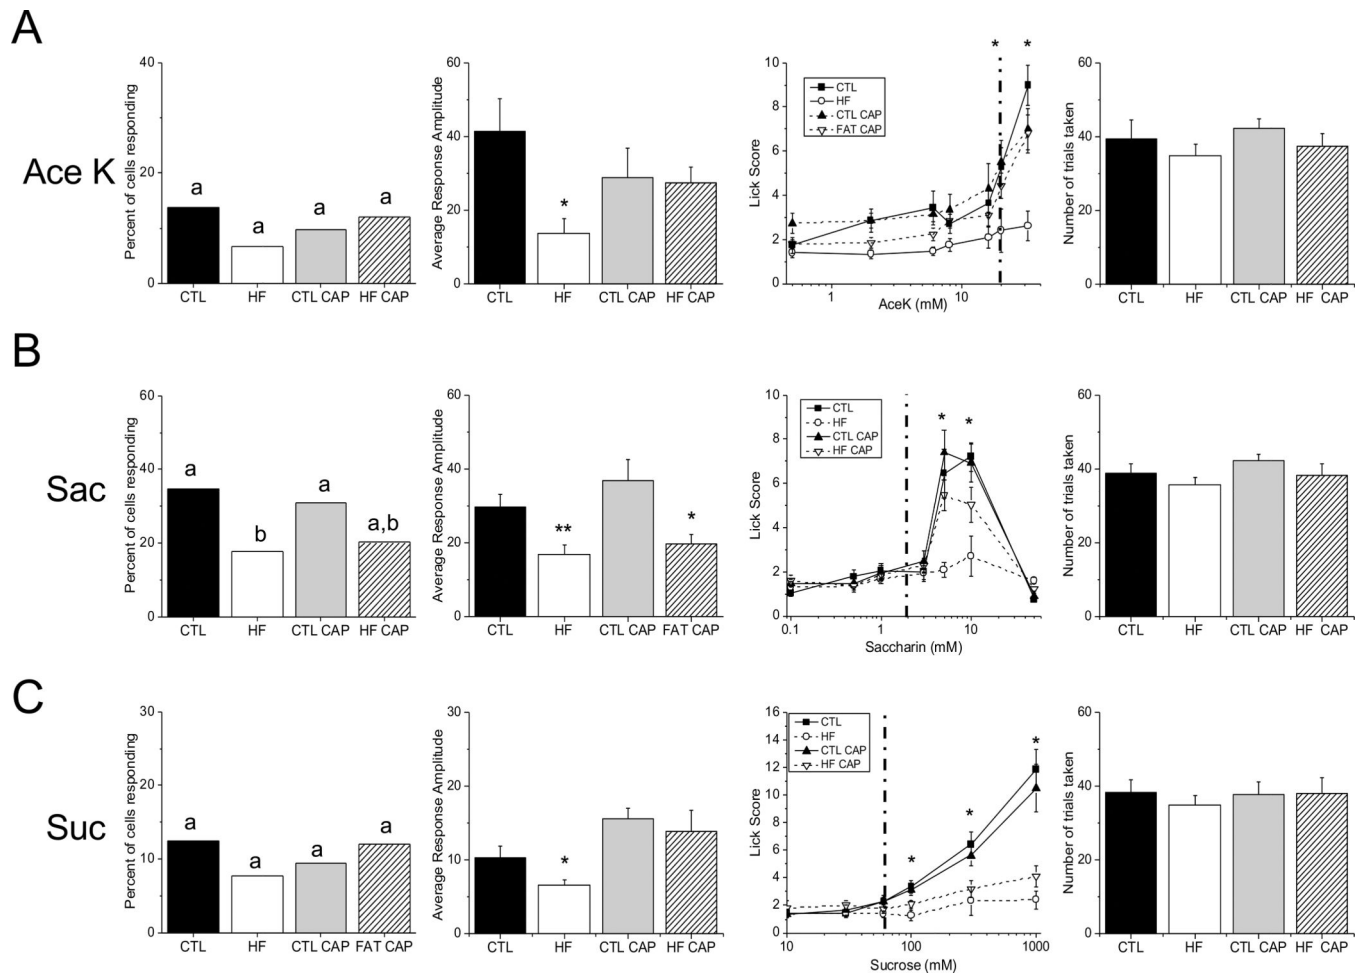 A
Ace K
Percent of cells responding
40
20
0
a
a
a
a
CTL
HF
CTL CAP
HF CAP
Average Response Amplitude
60
40
20
0
*
CTL
HF
CTL CAP
HF CAP
Lick Score
10
8
6
4
2
0
CTL
HF
CTL CAP
FAT CAP
*
*
1
10
AceK (mM)
Number of trials taken
60
40
20
0
CTL
HF
CTL CAP
HF CAP
B
Sac
Percent of cells responding
60
40
20
0
a
b
a
a,b
CTL
HF
CTL CAP
HF CAP
Average Response Amplitude
60
40
20
0
**
*
CTL
HF
CTL CAP
FAT CAP
Lick Score
10
8
6
4
2
0
CTL
HF
CTL CAP
HF CAP
*
*
0.1
1
10
Saccharin (mM)
Number of trials taken
60
40
20
0
CTL
HF
CTL CAP
HF CAP
C
Suc
Percent of cells responding
30
20
10
0
a
a
a
a
CTL
HF
CTL CAP
FAT CAP
Average Response Amplitude
30
20
10
0
*
CTL
HF
CTL CAP
HF CAP
Lick Score
16
14
12
10
8
6
4
2
0
CTL
HF
CTL CAP
HF CAP
*
*
*
10
100
1000
Sucrose (mM)
Number of trials taken
60
40
20
0
CTL
HF
CTL CAP
HF CAP